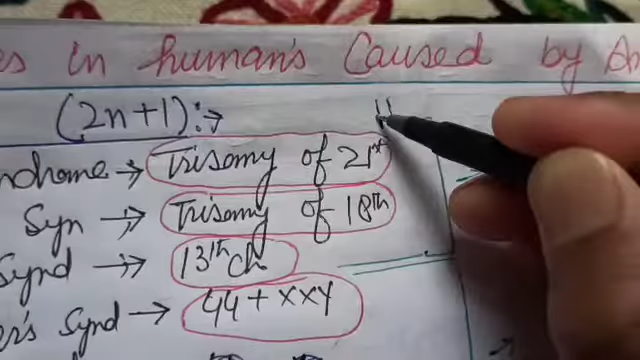 es in human's Caused by An
(2n+1):→
ndrome → Trisomy of 21st
Syn → Trisomy of 18th
Synd → 13th ch
er's Synd → 44 + XXY